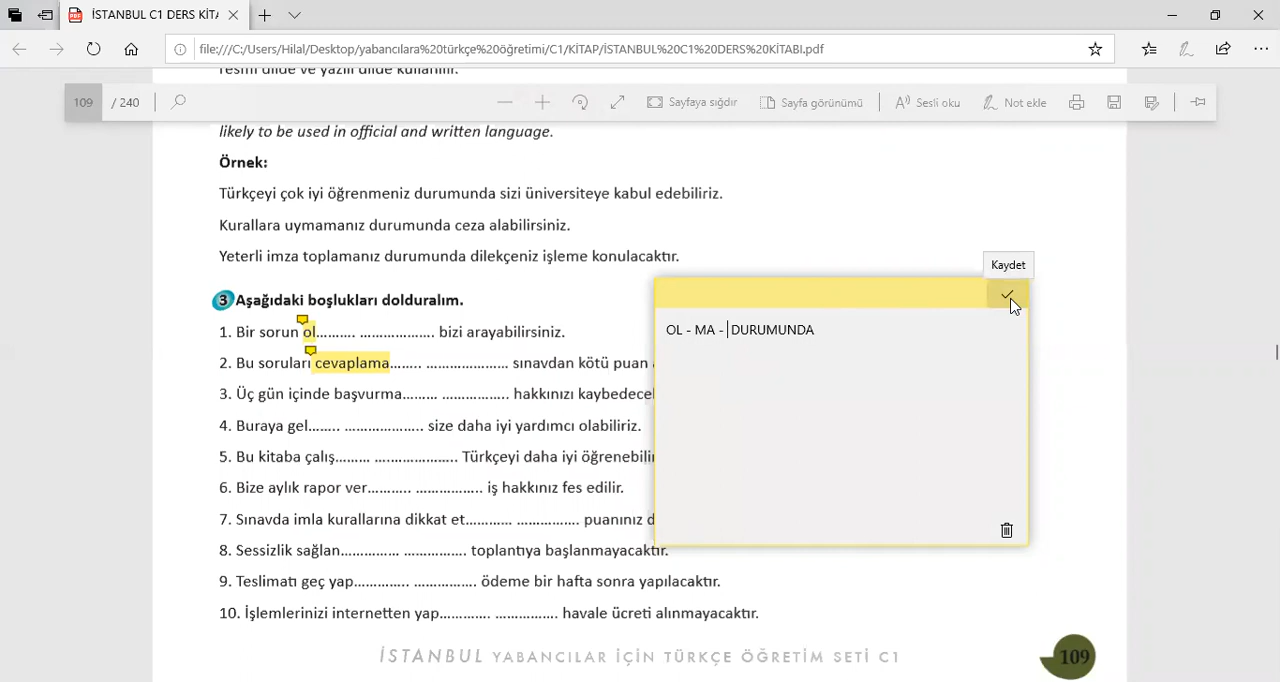 İSTANBUL C1 DERS KİTA
file:///C:/Users/Hilal/Desktop/yabancılara%20türkçe%20öğretimi/C1/KİTAP/İSTANBUL%20C1%20DERS%20KİTABI.pdf
resmî dilde ve yazılı dilde kullanılır.
109 / 240 Sayfaya sığdır Sayfa görünümü Sesli oku Not ekle
likely to be used in official and written language.
Örnek:
Türkçeyi çok iyi öğrenmeniz durumunda sizi üniversiteye kabul edebiliriz.
Kurallara uymamanız durumunda ceza alabilirsiniz.
Yeterli imza toplamanız durumunda dilekçeniz işleme konulacaktır.
Kaydet
3 Aşağıdaki boşlukları dolduralım.
OL - MA - DURUMUNDA
1. Bir sorun ol.......... ................... bizi arayabilirsiniz.
2. Bu soruları cevaplama........ ..................... sınavdan kötü puan
3. Üç gün içinde başvurma......... ................. hakkınızı kaybedece
4. Buraya gel........ .................... size daha iyi yardımcı olabiliriz.
5. Bu kitaba çalış......... ..................... Türkçeyi daha iyi öğrenebilir
6. Bize aylık rapor ver........... ................. iş hakkınız fes edilir.
7. Sınavda imla kurallarına dikkat et............ ................ puanınız
8. Sessizlik sağlan............... ................ toplantıya başlanmayacaktır.
9. Teslimatı geç yap.............. ................ ödeme bir hafta sonra yapılacaktır.
10. İşlemlerinizi internetten yap............. ................ havale ücreti alınmayacaktır.
İSTANBUL YABANCILAR İÇİN TÜRKÇE ÖĞRETİM SETİ C1
109